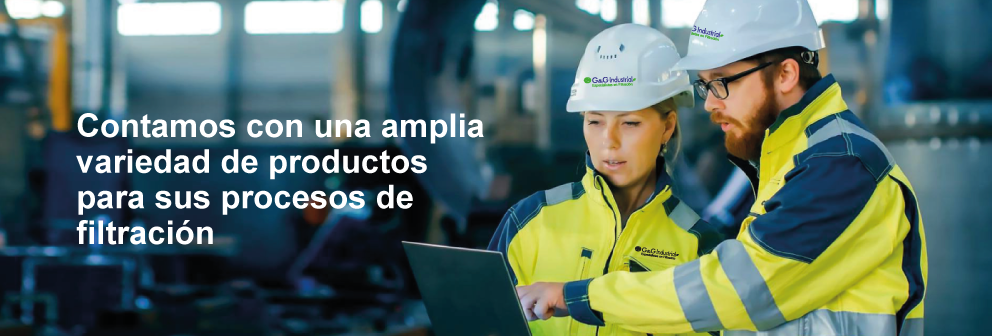 Contamos con una amplia
variedad de productos
para sus procesos de
filtración
G&G Industrial
G&G Industrial
G&G Industrial